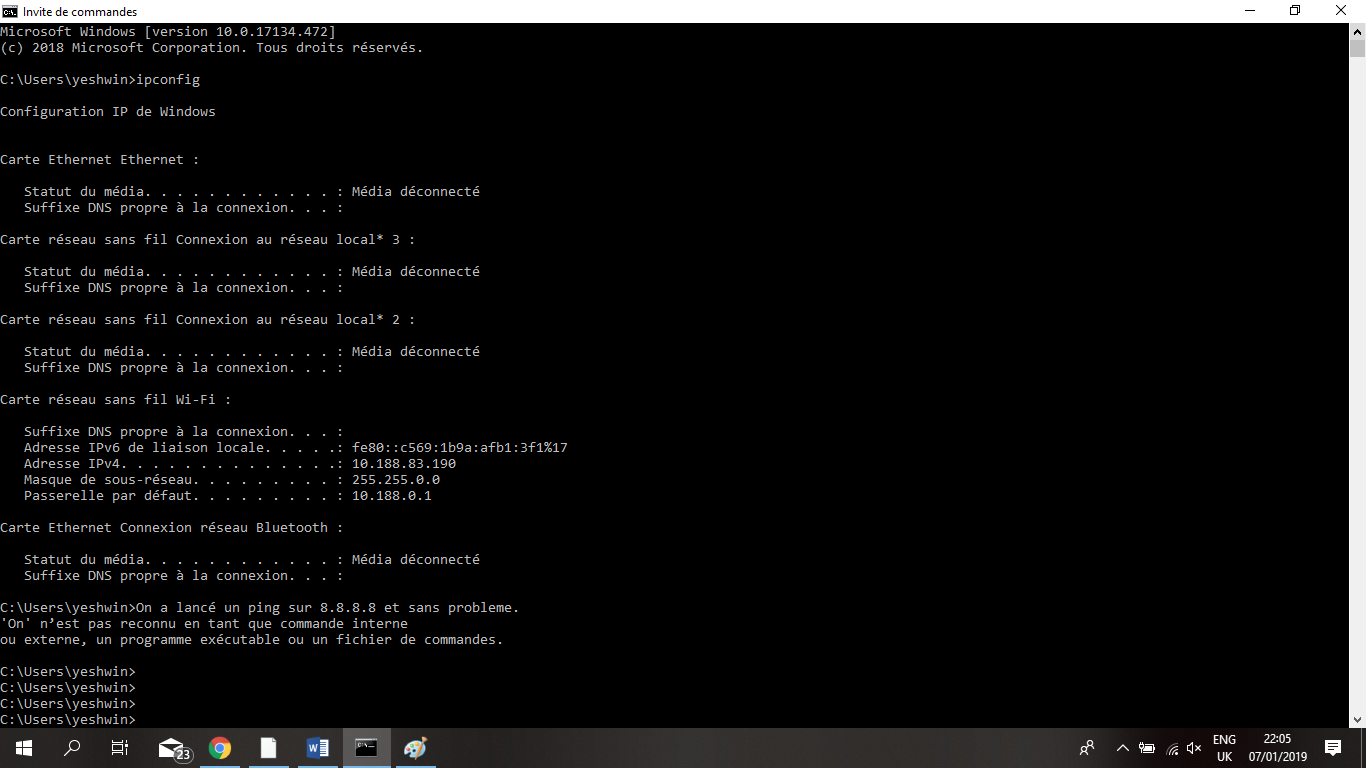 Invite de commandes
Microsoft Windows [version 10.0.17134.472]
(c) 2018 Microsoft Corporation. Tous droits réservés.
C:\Users\yeshwin>ipconfig
Configuration IP de Windows
Carte Ethernet Ethernet :
Statut du média. . . . . . . . . . . . : Média déconnecté
Suffixe DNS propre à la connexion. . . :
Carte réseau sans fil Connexion au réseau local* 3 :
Statut du média. . . . . . . . . . . . : Média déconnecté
Suffixe DNS propre à la connexion. . . :
Carte réseau sans fil Connexion au réseau local* 2 :
Statut du média. . . . . . . . . . . . : Média déconnecté
Suffixe DNS propre à la connexion. . . :
Carte réseau sans fil Wi-Fi :
Suffixe DNS propre à la connexion. . . :
Adresse IPv6 de liaison locale. . . . .: fe80::c569:1b9a:afb1:3f1%17
Adresse IPv4. . . . . . . . . . . . . .: 10.188.83.190
Masque de sous-réseau. . . . . . . . . : 255.255.0.0
Passerelle par défaut. . . . . . . . . : 10.188.0.1
Carte Ethernet Connexion réseau Bluetooth :
Statut du média. . . . . . . . . . . . : Média déconnecté
Suffixe DNS propre à la connexion. . . :
C:\Users\yeshwin>On a lancé un ping sur 8.8.8.8 et sans probleme.
'On' n’est pas reconnu en tant que commande interne
ou externe, un programme exécutable ou un fichier de commandes.
C:\Users\yeshwin>
C:\Users\yeshwin>
C:\Users\yeshwin>
C:\Users\yeshwin>
23
ENG
UK
22:05
07/01/2019